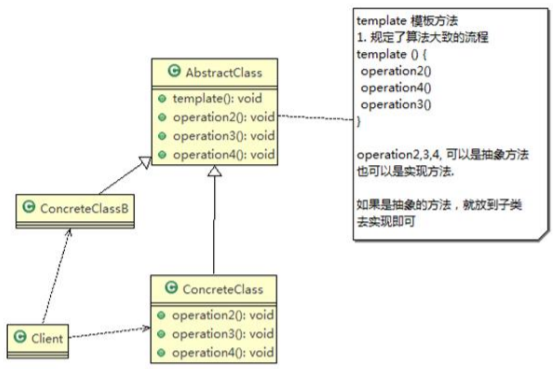 template 模板方法
1. 规定了算法大致的流程
template () {
operation2()
operation4()
operation3()
}
operation2,3,4, 可以是抽象方法
也可以是实现方法.
如果是抽象的方法，就放到子类
去实现即可
C AbstractClass
template(): void
operation2(): void
operation3(): void
operation4(): void
C ConcreteClassB
C ConcreteClass
operation2(): void
operation3(): void
operation4(): void
C Client